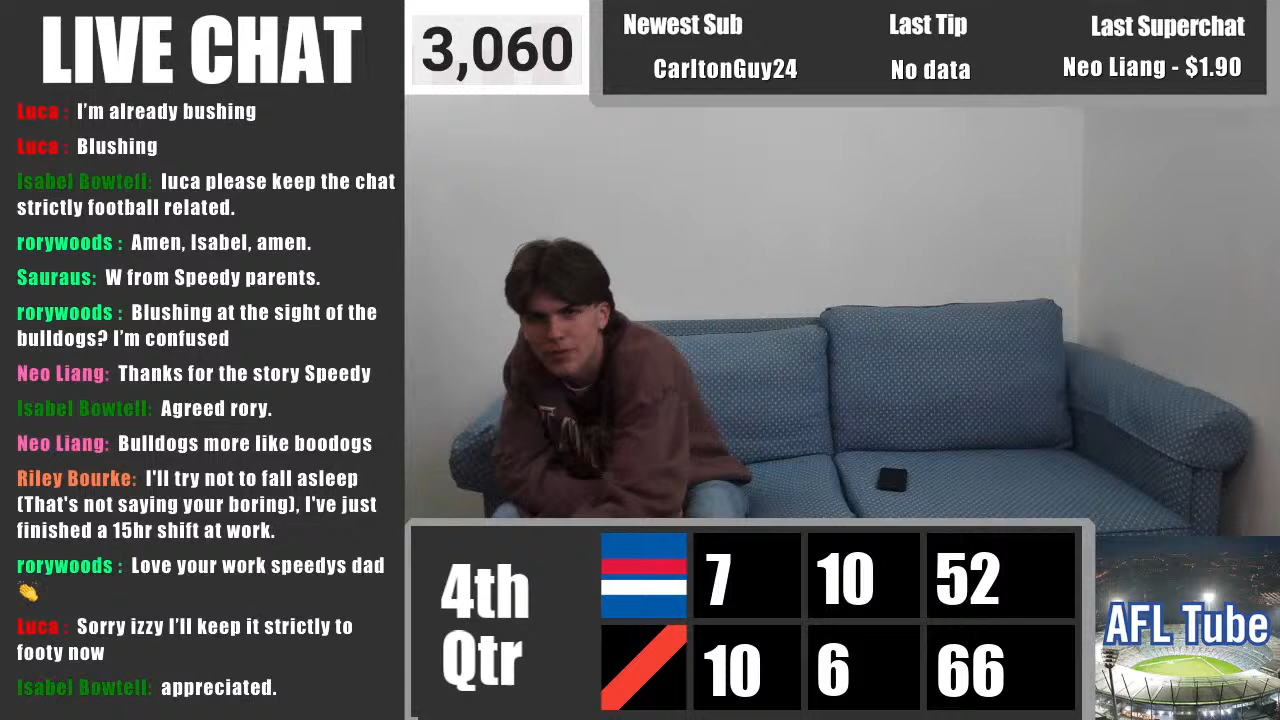 LIVE CHAT
Luca : I'm already bushing
Luca : Blushing
Isabel Bowtell: luca please keep the chat
strictly football related.
rorywoods : Amen, Isabel, amen.
Sauraus: W from Speedy parents.
rorywoods : Blushing at the sight of the
bulldogs? I'm confused
Neo Liang: Thanks for the story Speedy
Isabel Bowtell: Agreed rory.
Neo Liang: Bulldogs more like boodogs
Riley Bourke: I'll try not to fall asleep
(That's not saying your boring), I've just
finished a 15hr shift at work.
rorywoods : Love your work speedys dad
👏
Luca : Sorry izzy I'll keep it strictly to
footy now
Isabel Bowtell: appreciated.
3,060
Newest Sub Last Tip Last Superchat
CarltonGuy24 No data Neo Liang - $1.90
4th
Qtr
7 10 52
10 6 66
AFL Tube